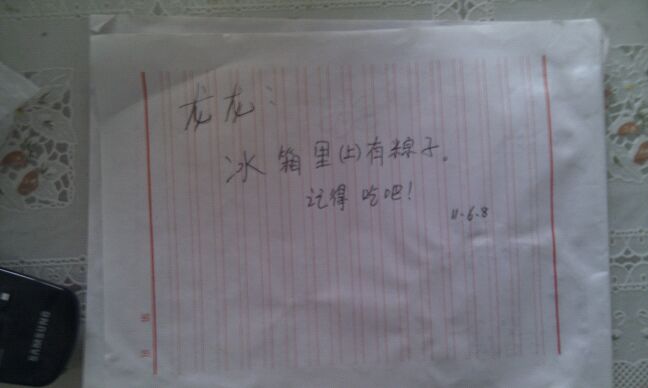 龙龙：
冰箱里(上)有粽子。
记得吃吧！
11.6.8
SAMSUNG